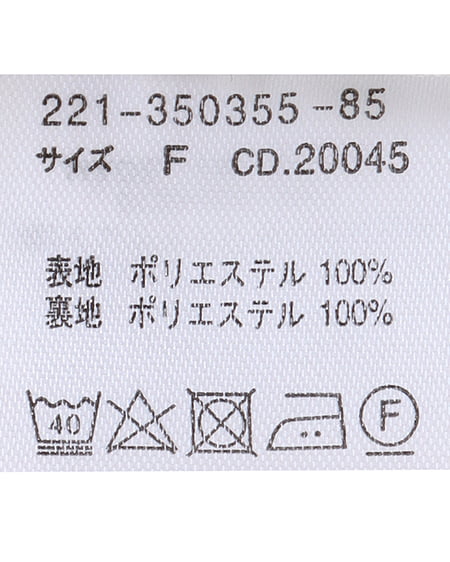 221-350355-85
サイズ F CD.20045
表地 ポリエステル 100%
裏地 ポリエステル 100%
40 F